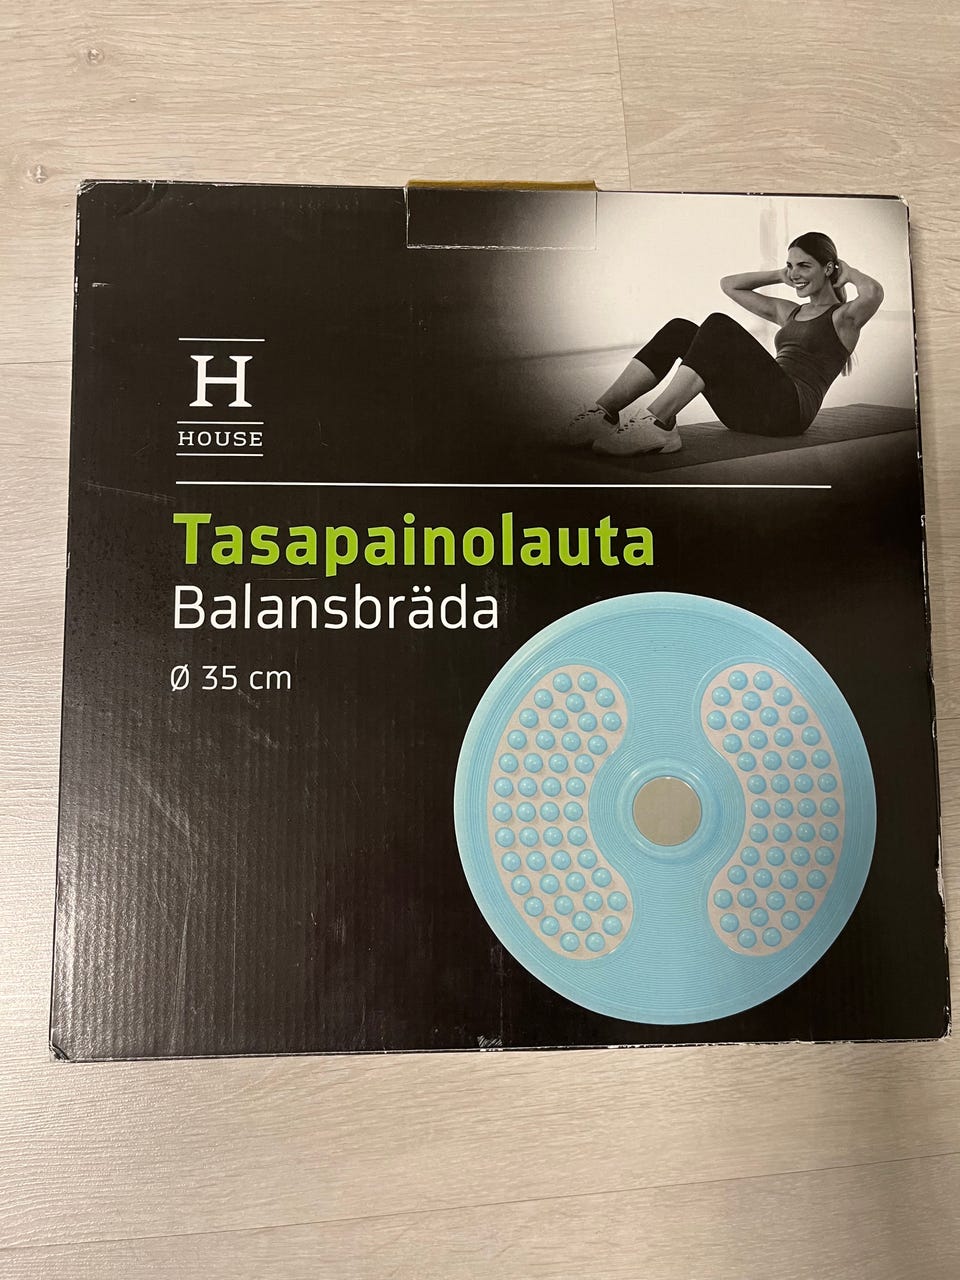 H
HOUSE
Tasapainolauta
Balansbräda
Ø 35 cm